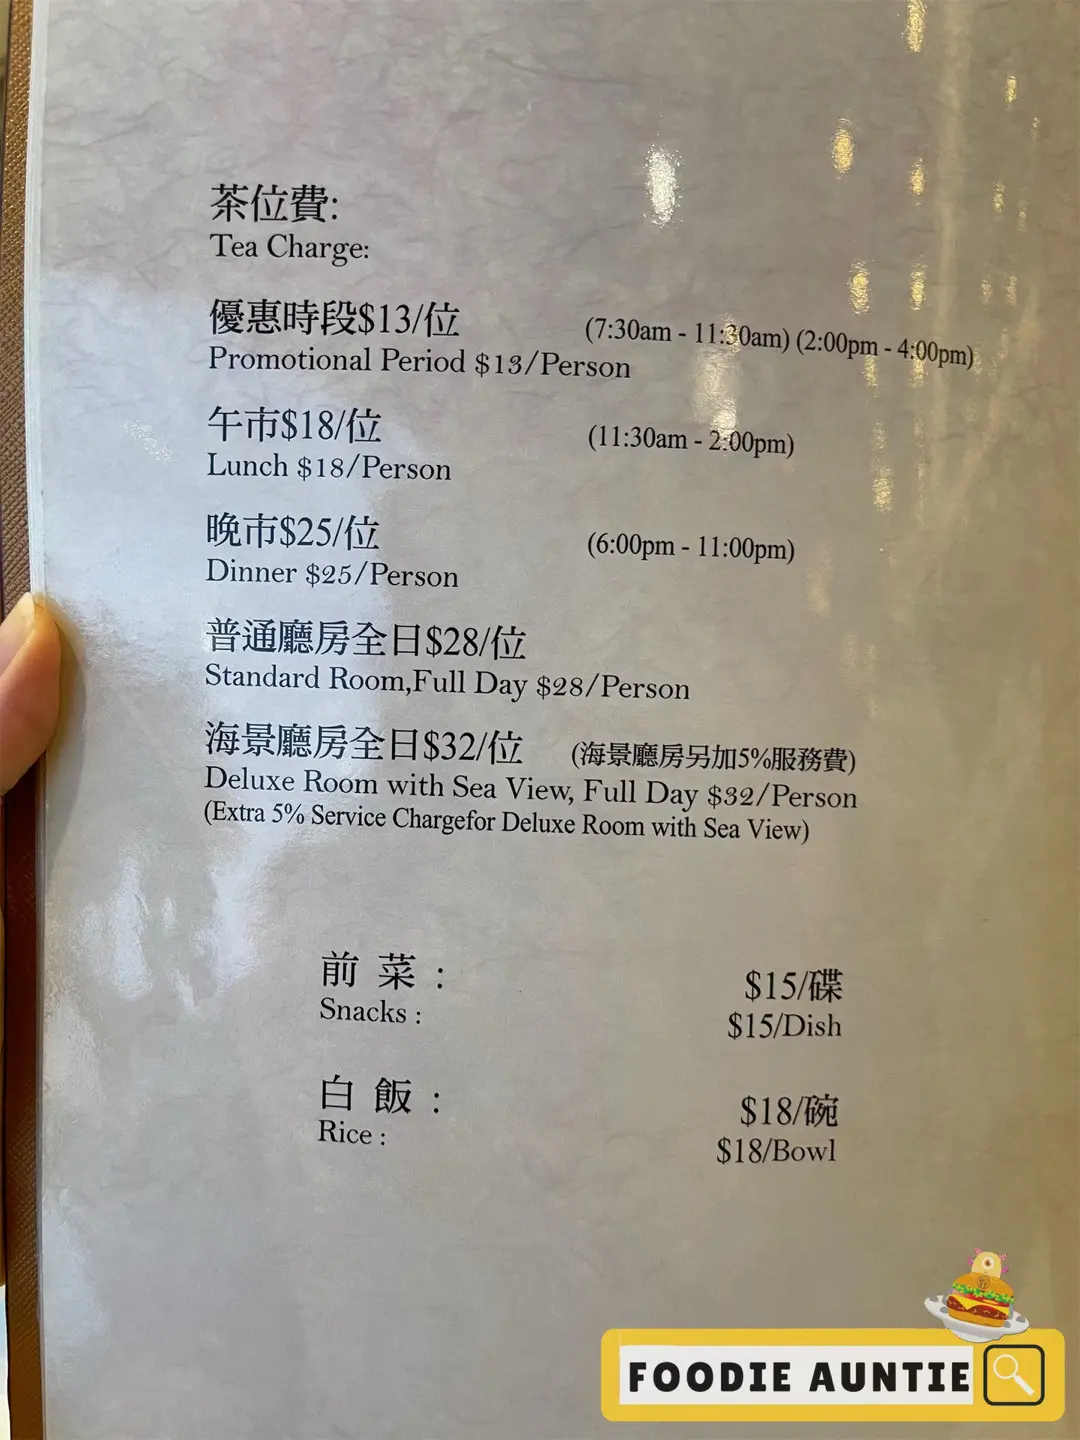 茶位費:
Tea Charge:
優惠時段$13/位 (7:30am - 11:30am) (2:00pm - 4:00pm)
Promotional Period $13/Person
午市$18/位 (11:30am - 2:00pm)
Lunch $18/Person
晚市$25/位 (6:00pm - 11:00pm)
Dinner $25/Person
普通廳房全日$28/位
Standard Room,Full Day $28/Person
海景廳房全日$32/位 (海景廳房另加5%服務費)
Deluxe Room with Sea View, Full Day $32/Person
(Extra 5% Service Chargefor Deluxe Room with Sea View)
前 菜 : $15/碟
Snacks : $15/Dish
白 飯 : $18/碗
Rice : $18/Bowl
FOODIE AUNTIE